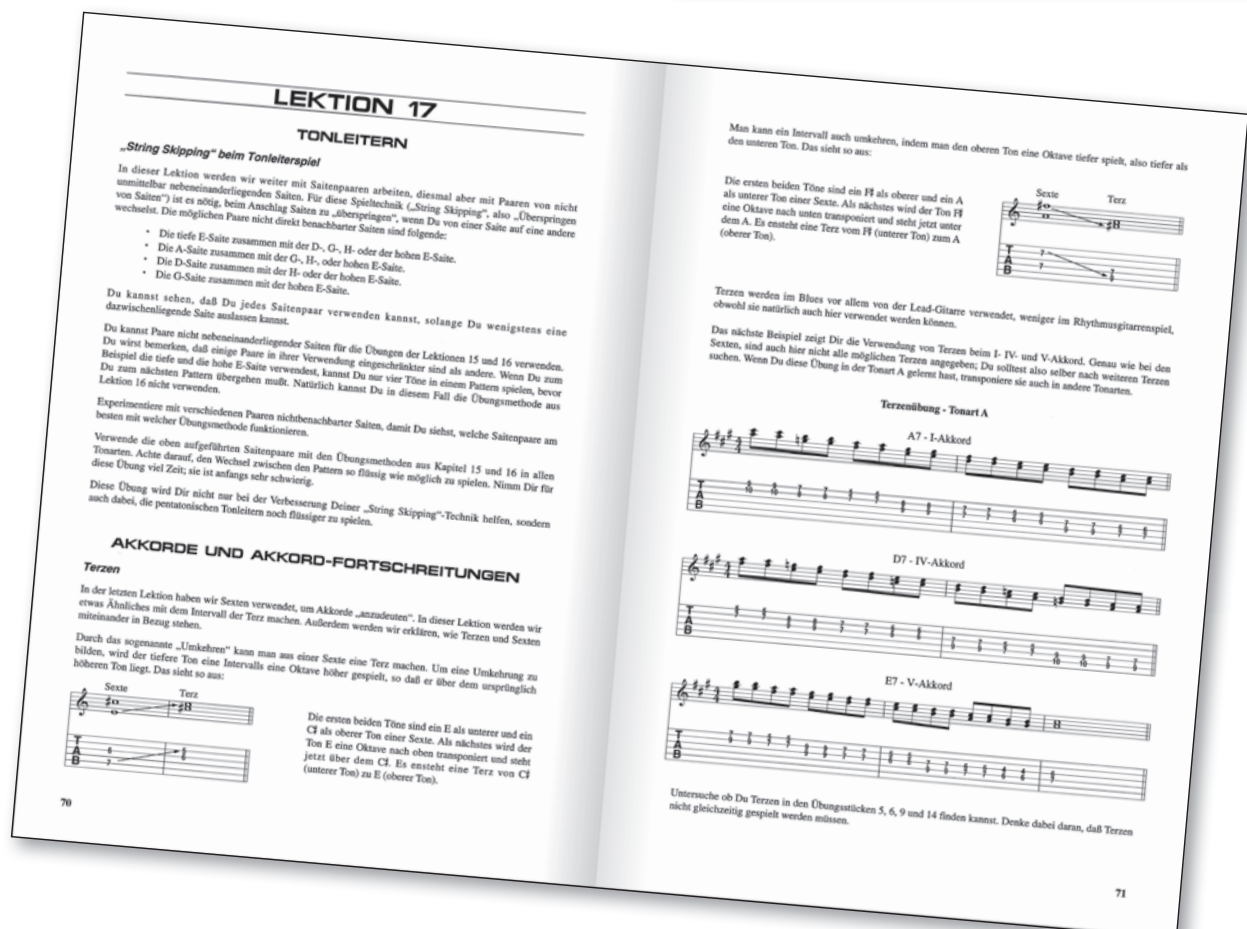 LEKTION 17
TONLEITERN
„String Skipping“ beim Tonleiterspiel
In dieser Lektion werden wir weiter mit Saitenpaaren arbeiten, diesmal aber mit Paaren von nicht
unmittelbar nebeneinanderliegenden Saiten. Für diese Spieltechnik („String Skipping“, also „Überspringen
von Saiten“) ist es nötig, beim Anschlag Saiten zu „überspringen“, wenn Du von einer Saite auf eine andere
wechselst. Die möglichen Paare nicht direkt benachbarter Saiten sind folgende:
• Die tiefe E-Saite zusammen mit der D-, G-, H- oder der hohen E-Saite.
• Die A-Saite zusammen mit der G-, H-, oder der hohen E-Saite.
• Die D-Saite zusammen mit der H- oder der hohen E-Saite.
• Die G-Saite zusammen mit der hohen E-Saite.
Du kannst sehen, daß Du jedes Saitenpaar verwenden kannst, solange Du wenigstens eine
dazwischenliegende Saite auslassen kannst.
Du kannst Paare nicht nebeneinanderliegender Saiten für die Übungen der Lektionen 15 und 16 verwenden.
Du wirst bemerken, daß einige Paare in ihrer Verwendung eingeschränkter sind als andere. Wenn Du zum
Beispiel die tiefe und die hohe E-Saite verwendest, kannst Du nur vier Töne in einem Pattern spielen, bevor
Du zum nächsten Pattern übergehen mußt. Natürlich kannst Du in diesem Fall die Übungsmethode aus
Lektion 16 nicht verwenden.
Experimentiere mit verschiedenen Paaren nichtbenachbarter Saiten, damit Du siehst, welche Saitenpaare am
besten mit welcher Übungsmethode funktionieren.
Verwende die oben aufgeführten Saitenpaare mit den Übungsmethoden aus Kapitel 15 und 16 in allen
Tonarten. Achte darauf, den Wechsel zwischen den Pattern so flüssig wie möglich zu spielen. Nimm Dir für
diese Übung viel Zeit; sie ist anfangs sehr schwierig.
Diese Übung wird Dir nicht nur bei der Verbesserung Deiner „String Skipping“-Technik helfen, sondern
auch dabei, die pentatonischen Tonleitern noch flüssiger zu spielen.
AKKORDE UND AKKORD-FORTSCHREITUNGEN
Terzen
In der letzten Lektion haben wir Sexten verwendet, um Akkorde „anzudeuten“. In dieser Lektion werden wir
etwas Ähnliches mit dem Intervall der Terz machen. Außerdem werden wir erklären, wie Terzen und Sexten
miteinander in Bezug stehen.
Durch das sogenannte „Umkehren“ kann man aus einer Sexte eine Terz machen. Um eine Umkehrung zu
bilden, wird der tiefere Ton eine Intervalls eine Oktave höher gespielt, so daß er über dem ursprünglich
höheren Ton liegt. Das sieht so aus:
Sexte Terz
T
A
B
Die ersten beiden Töne sind ein E als unterer und ein
C♯ als oberer Ton einer Sexte. Als nächstes wird der
Ton E eine Oktave nach oben transponiert und steht
jetzt über dem C♯. Es ensteht eine Terz von C♯
(unterer Ton) zu E (oberer Ton).
70
Man kann ein Intervall auch umkehren, indem man den oberen Ton eine Oktave tiefer spielt, also tiefer als
den unteren Ton. Das sieht so aus:
Die ersten beiden Töne sind ein F♯ als oberer und ein A
als unterer Ton einer Sexte. Als nächstes wird der Ton F♯
eine Oktave nach unten transponiert und steht jetzt unter
dem A. Es ensteht eine Terz vom F♯ (unterer Ton) zum A
(oberer Ton).
Sexte Terz
T
A
B
Terzen werden im Blues vor allem von der Lead-Gitarre verwendet, weniger im Rhythmusgitarrenspiel,
obwohl sie natürlich auch hier verwendet werden können.
Das nächste Beispiel zeigt Dir die Verwendung von Terzen beim I- IV- und V-Akkord. Genau wie bei den
Sexten, sind auch hier nicht alle möglichen Terzen angegeben; Du solltest also selber nach weiteren Terzen
suchen. Wenn Du diese Übung in der Tonart A gelernt hast, transponiere sie auch in andere Tonarten.
Terzenübung - Tonart A
A7 - I-Akkord
T
A
B
D7 - IV-Akkord
T
A
B
E7 - V-Akkord
T
A
B
Untersuche ob Du Terzen in den Übungsstücken 5, 6, 9 und 14 finden kannst. Denke dabei daran, daß Terzen
nicht gleichzeitig gespielt werden müssen.
71